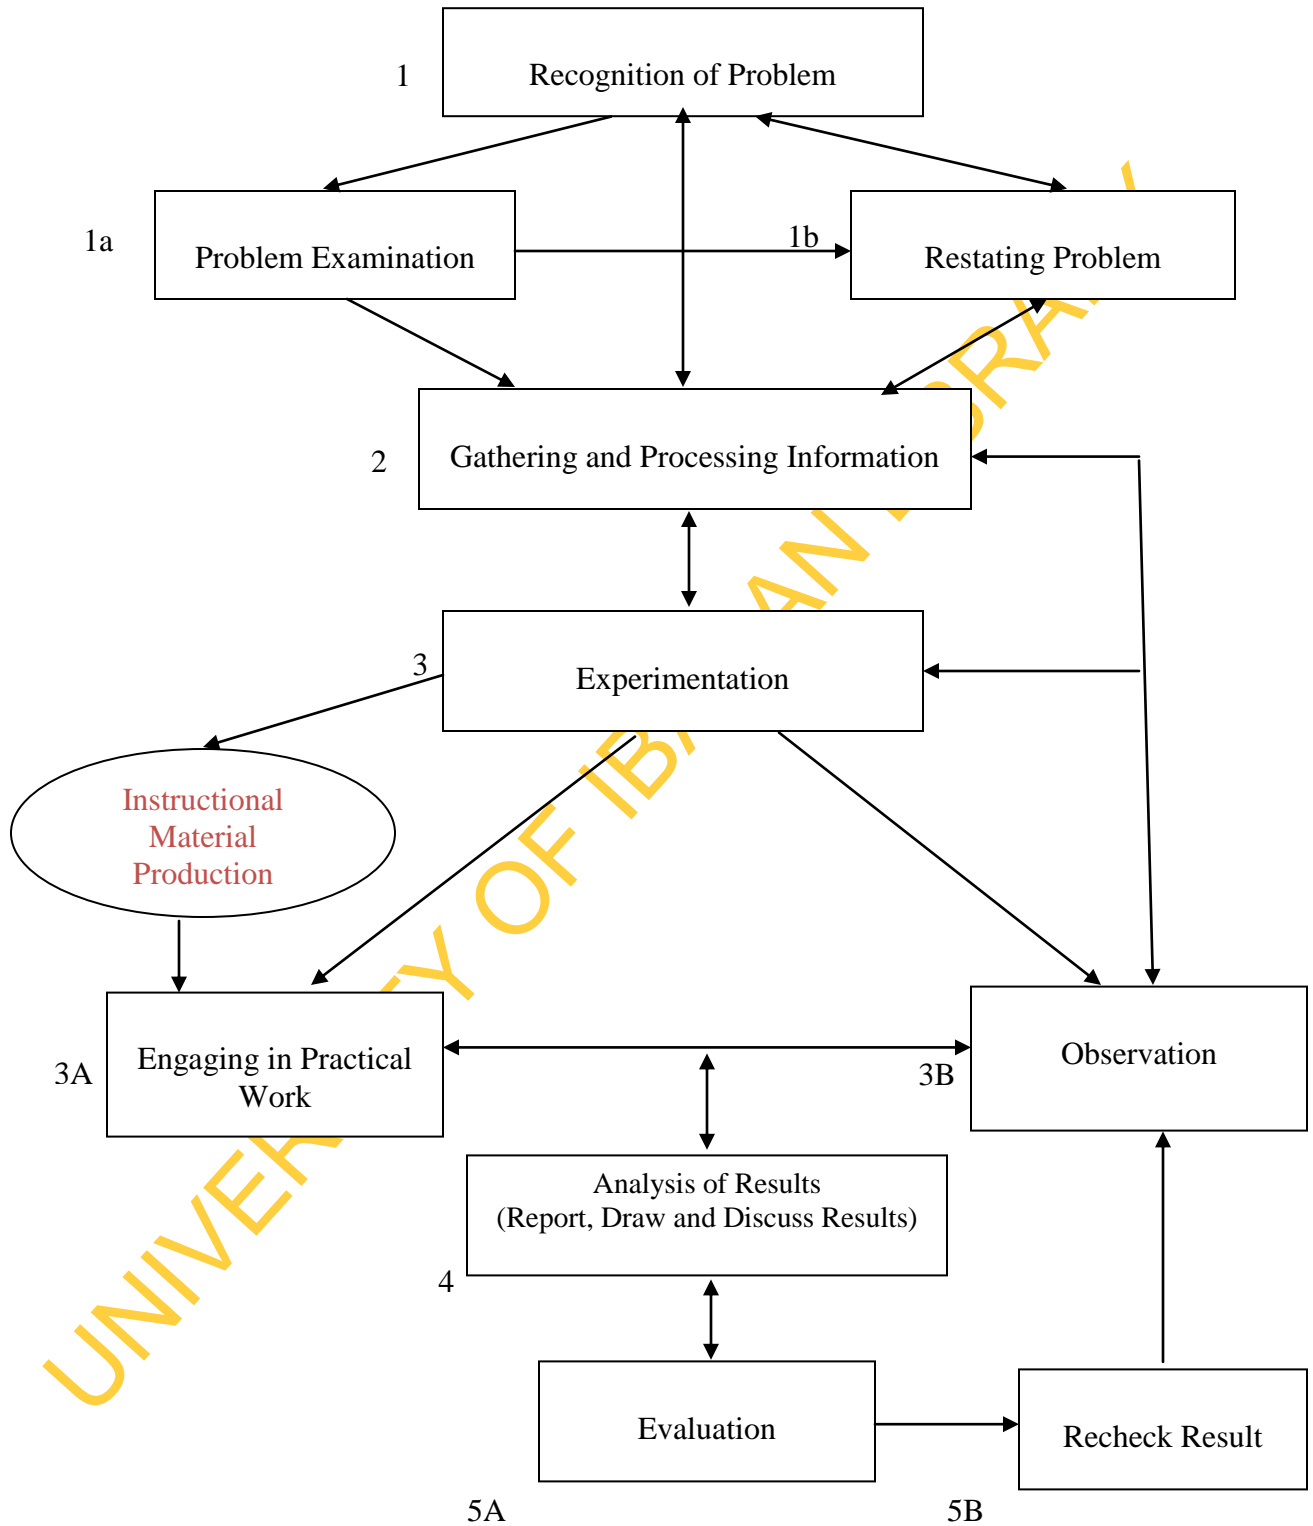 1
Recognition of Problem
1a
Problem Examination
1b
Restating Problem
2
Gathering and Processing Information
3
Experimentation
Instructional
Material
Production
3A
Engaging in Practical
Work
3B
Observation
Analysis of Results
(Report, Draw and Discuss Results)
4
Evaluation
Recheck Result
5A
5B
UNIVERSITY OF IBADAN LIBRARY